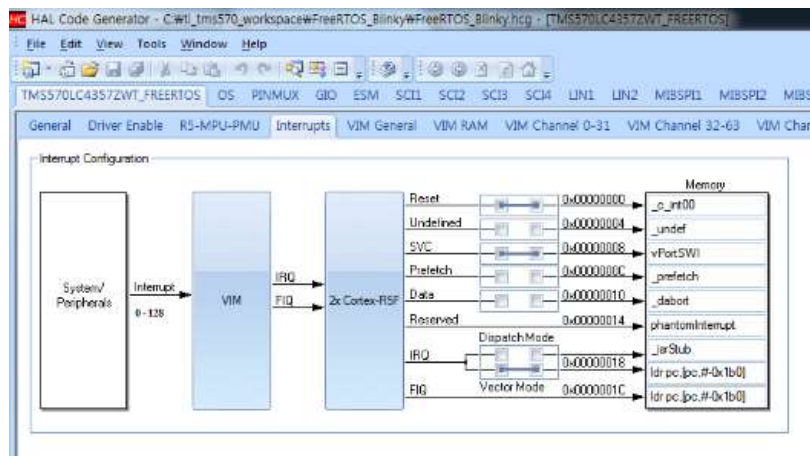 HAL Code Generator - C:₩ti_tms570_workspace₩FreeRTOS_Blinky₩FreeRTOS_Blinky.hcg - [TMS570LC4357ZWT_FREERTOS]
File Edit View Tools Window Help
TMS570LC4357ZWT_FREERTOS OS PINMUX GIO ESM SCI1 SCI2 SCI3 SCI4 LIN1 LIN2 MIBSPI1 MIBSPI2 MIBS
General Driver Enable R5-MPU-PMU Interrupts VIM General VIM RAM VIM Channel 0-31 VIM Channel 32-63 VIM Chan
Interrupt Configuration
Memory
Reset 0x00000000 _c_int00
Undefined 0x00000004 _undef
SVC 0x00000008 vPortSWI
Prefetch 0x0000000C _prefetch
Data 0x00000010 _dabort
Reserved 0x00000014 phantomInterrupt
System/
Peripherals
Interrupt
0 - 128
VIM
IRQ
FIQ
2x Cortex-R5F
Dispatch Mode
IRQ 0x00000018 _irqStub
ldr pc,[pc,#-0x1b0]
Vector Mode
FIQ 0x0000001C ldr pc,[pc,#-0x1b0]